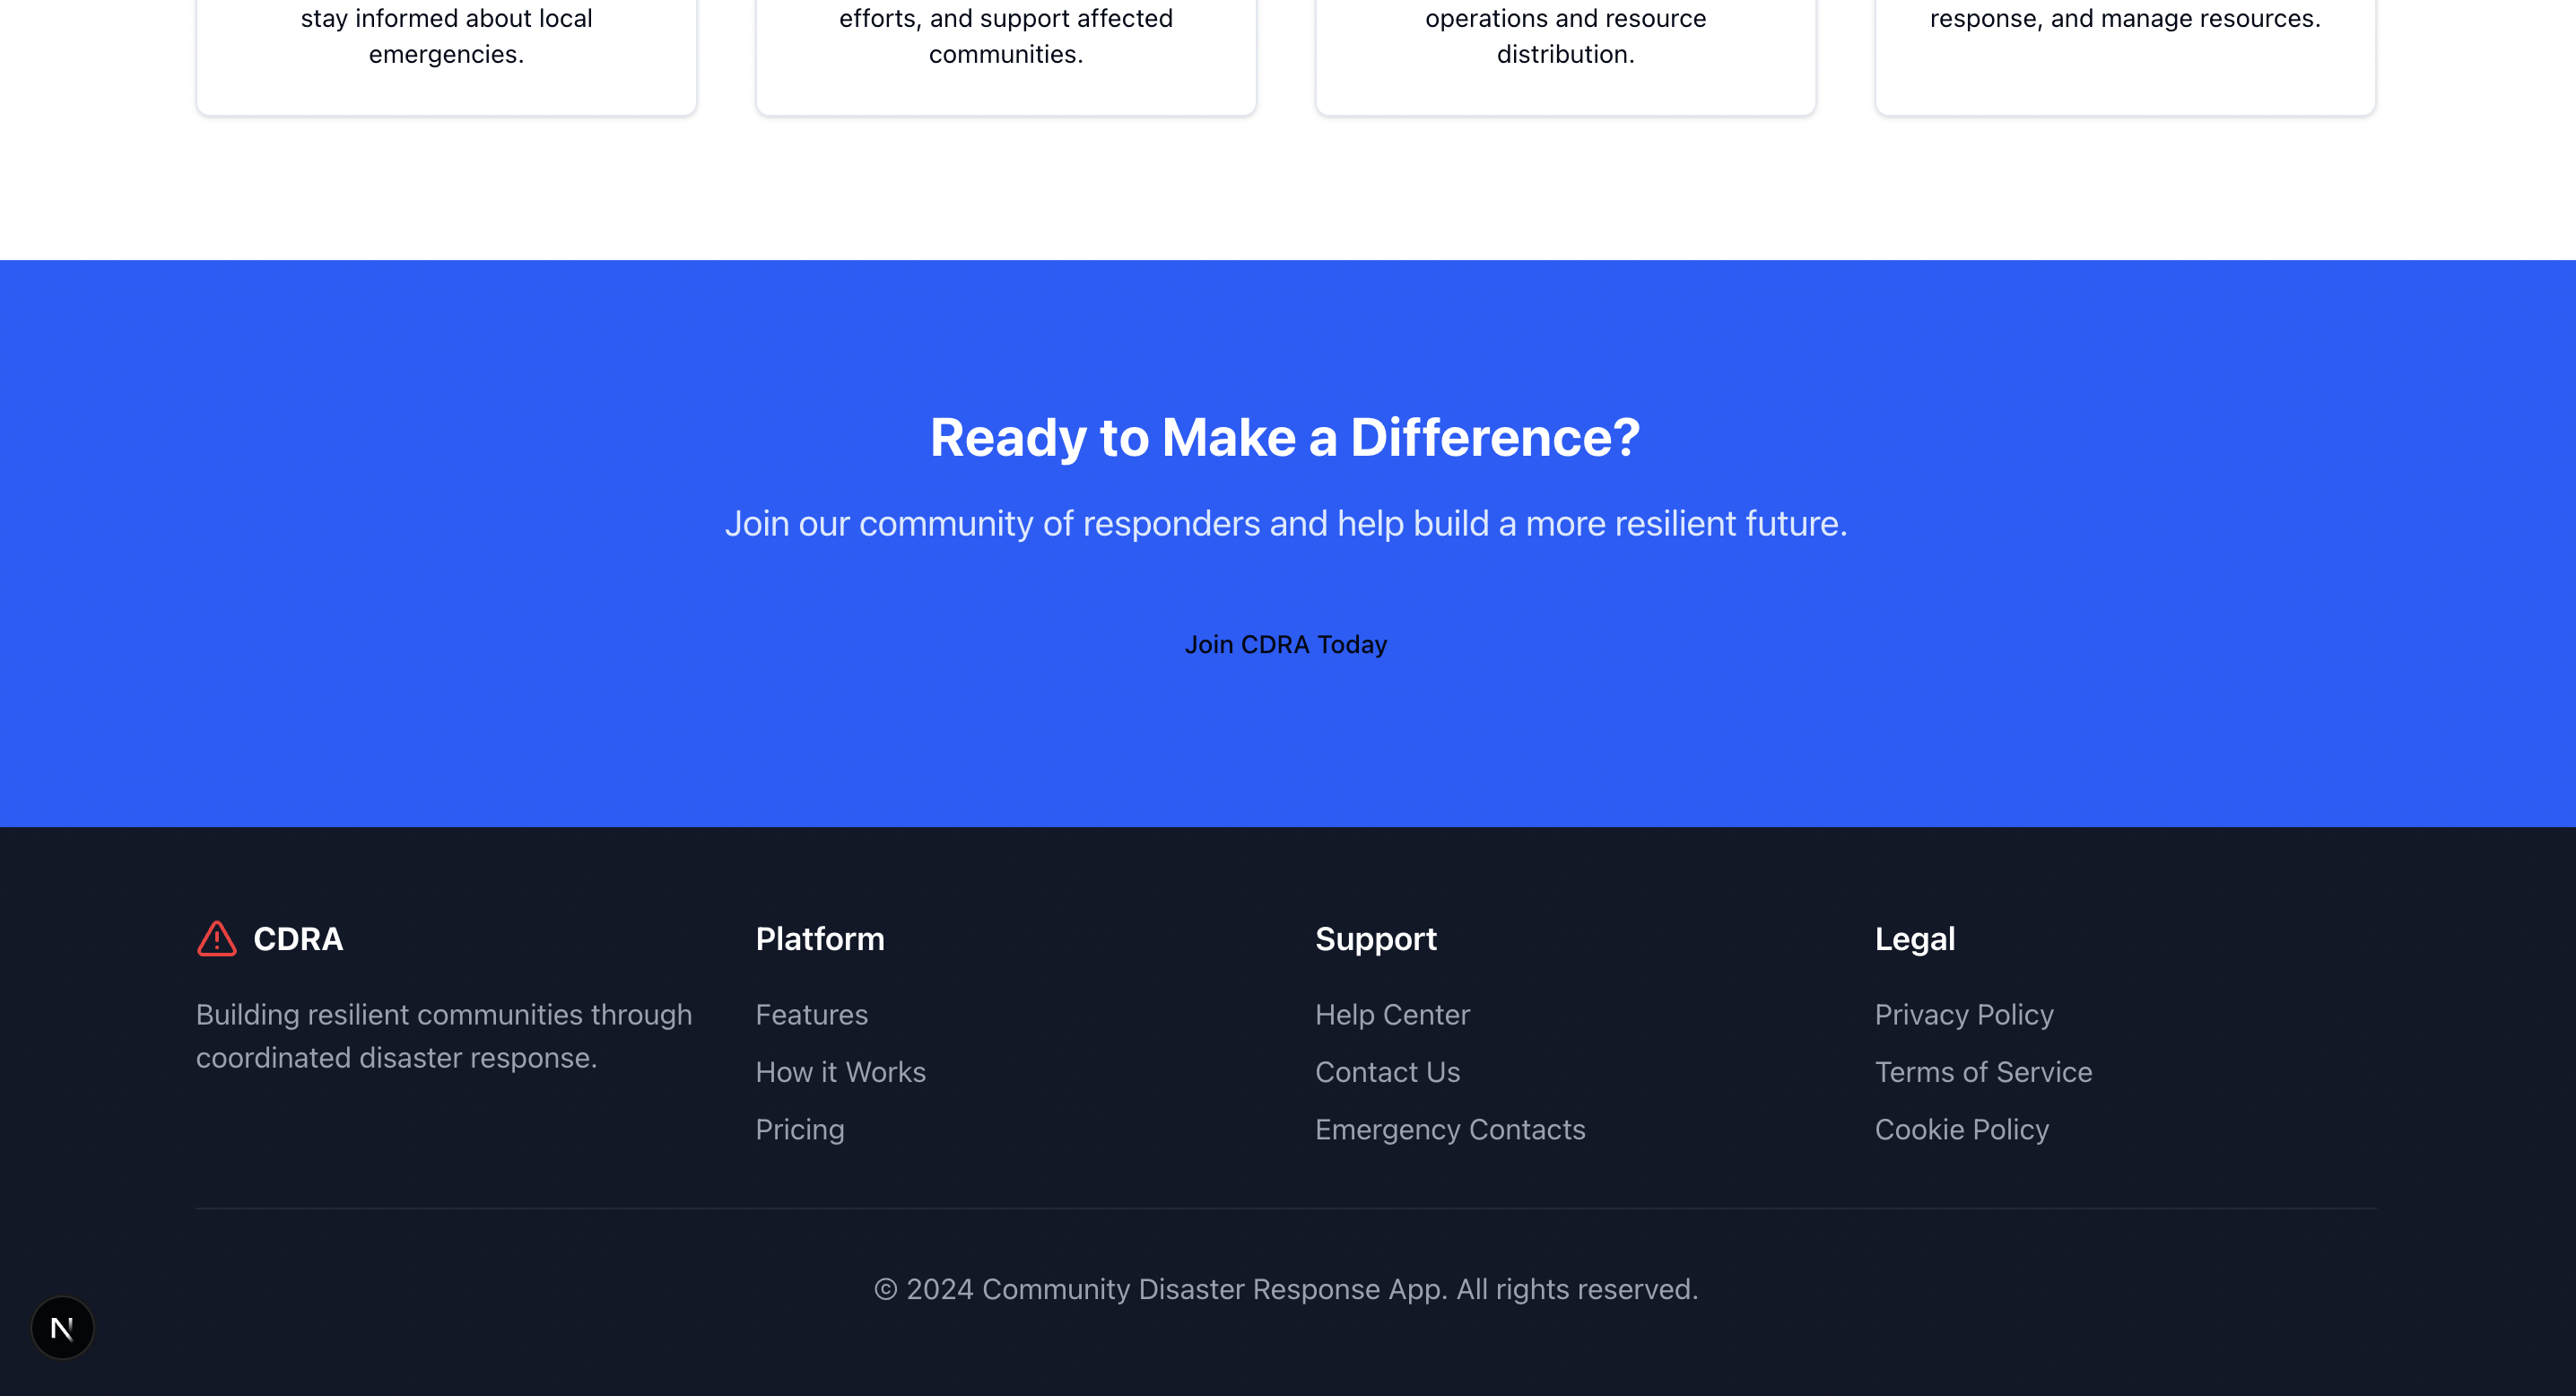 stay informed about local
emergencies.
efforts, and support affected
communities.
operations and resource
distribution.
response, and manage resources.
Ready to Make a Difference?
Join our community of responders and help build a more resilient future.
Join CDRA Today
CDRA
Building resilient communities through
coordinated disaster response.
Platform
Features
How it Works
Pricing
Support
Help Center
Contact Us
Emergency Contacts
Legal
Privacy Policy
Terms of Service
Cookie Policy
© 2024 Community Disaster Response App. All rights reserved.
N